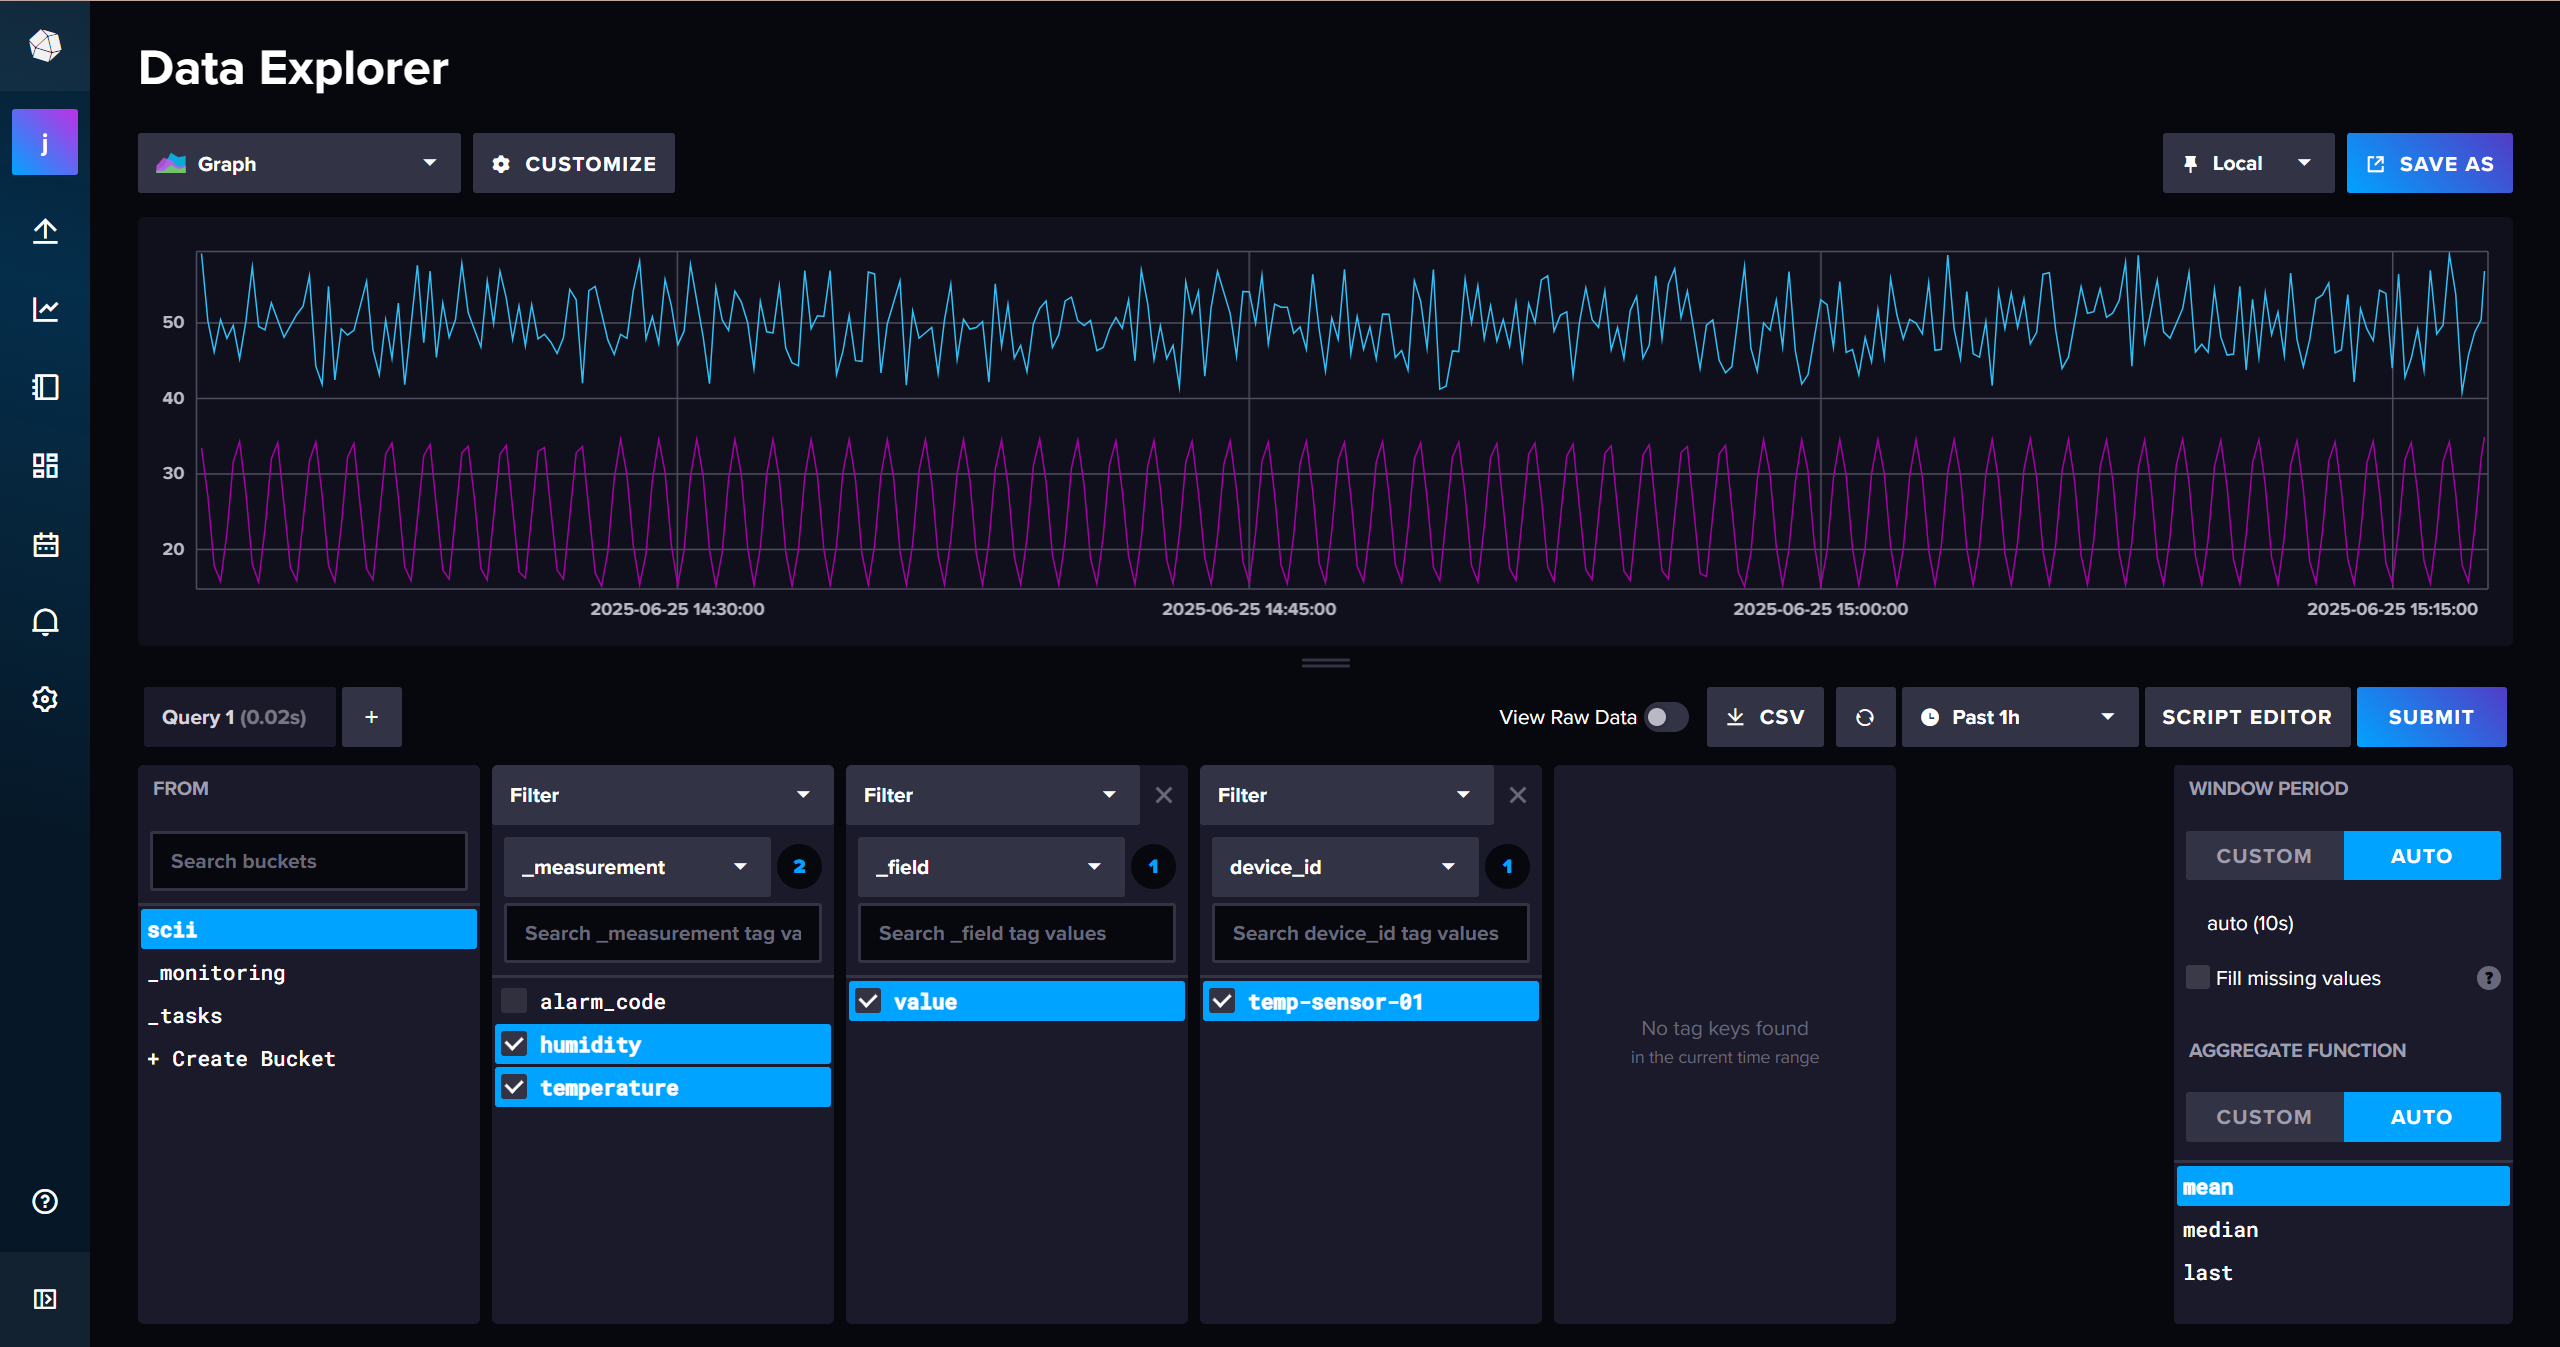 Data Explorer
j
Graph
CUSTOMIZE
Local
SAVE AS
50
40
30
20
2025-06-25 14:30:00
2025-06-25 14:45:00
2025-06-25 15:00:00
2025-06-25 15:15:00
Query 1 (0.02s)
+
View Raw Data
CSV
Past 1h
SCRIPT EDITOR
SUBMIT
FROM
Search buckets
scii
_monitoring
_tasks
+ Create Bucket
Filter
_measurement
2
Search _measurement tag va
alarm_code
humidity
temperature
Filter
_field
1
Search _field tag values
value
Filter
device_id
1
Search device_id tag values
temp-sensor-01
No tag keys found
in the current time range
WINDOW PERIOD
CUSTOM
AUTO
auto (10s)
Fill missing values
?
AGGREGATE FUNCTION
CUSTOM
AUTO
mean
median
last